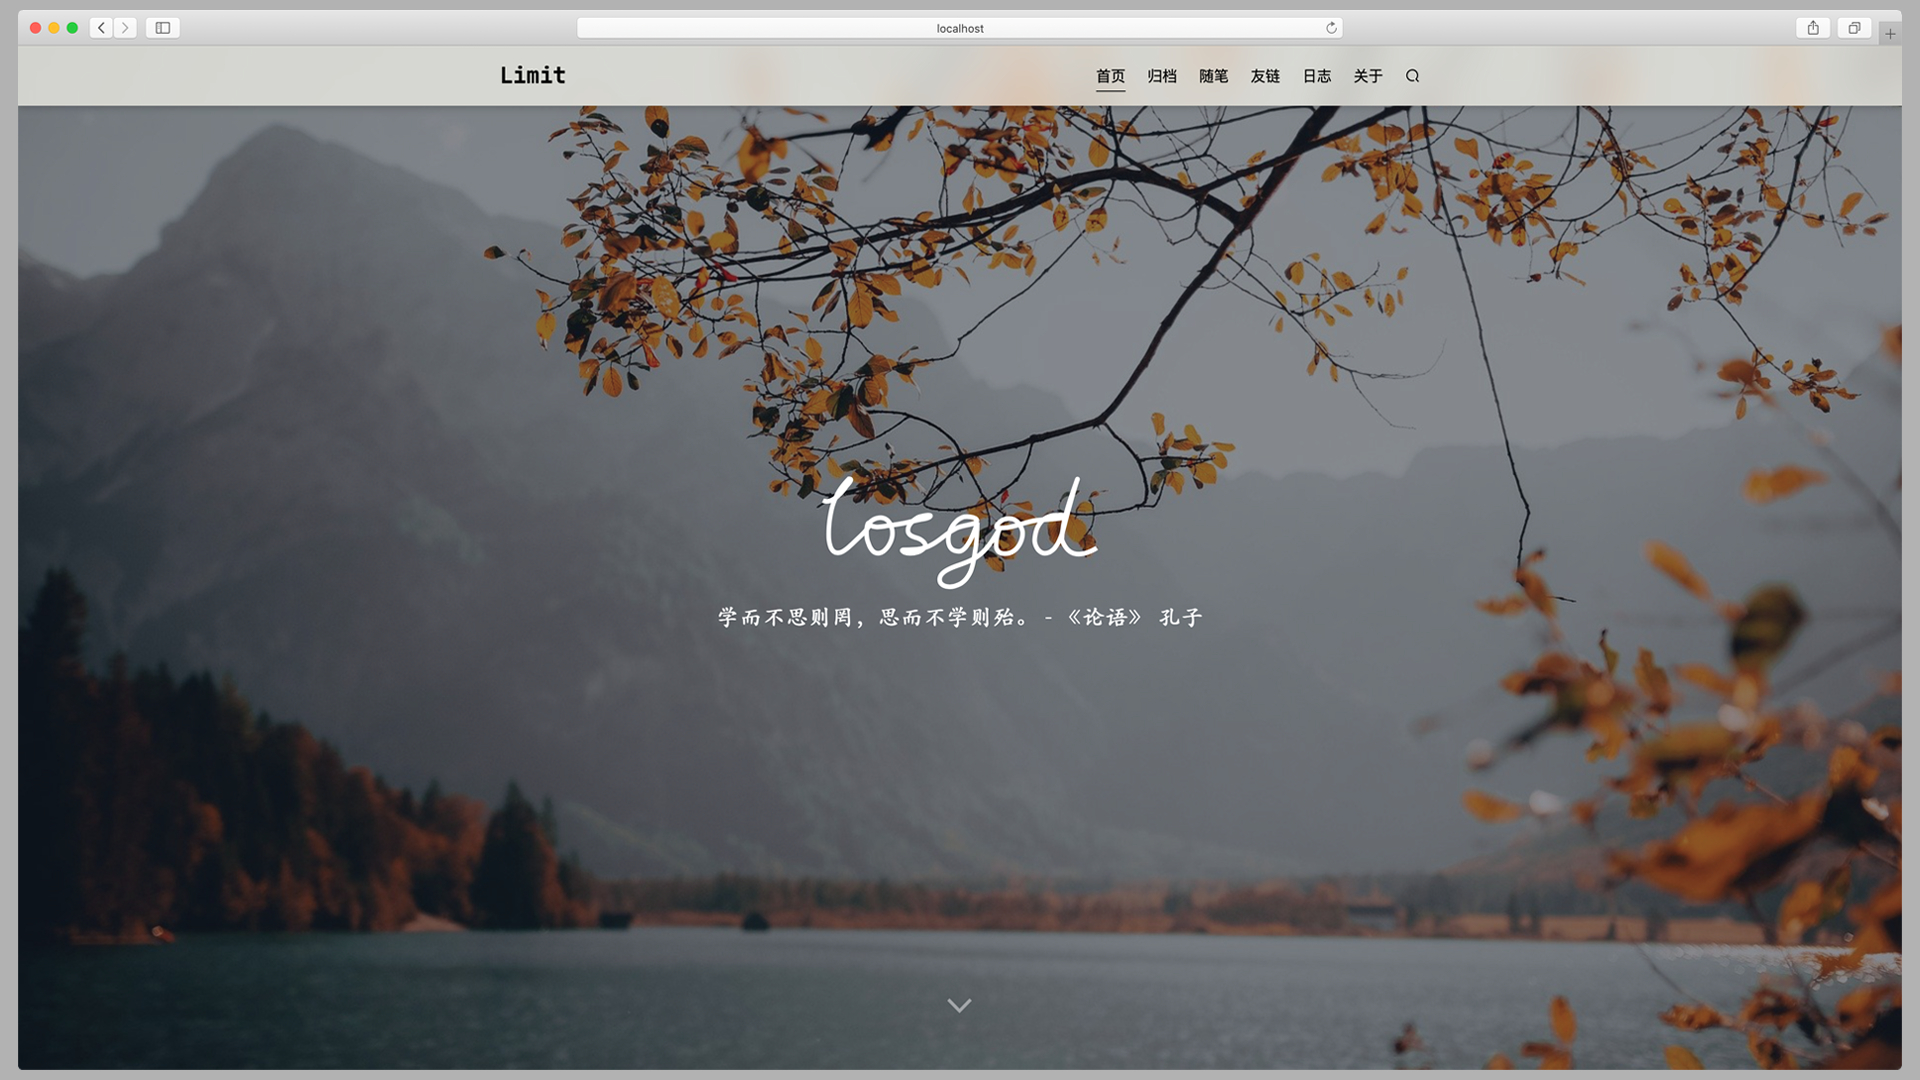 localhost
Limit
首页 归档 随笔 友链 日志 关于
losgod
学而不思则罔，思而不学则殆。 - 《论语》 孔子